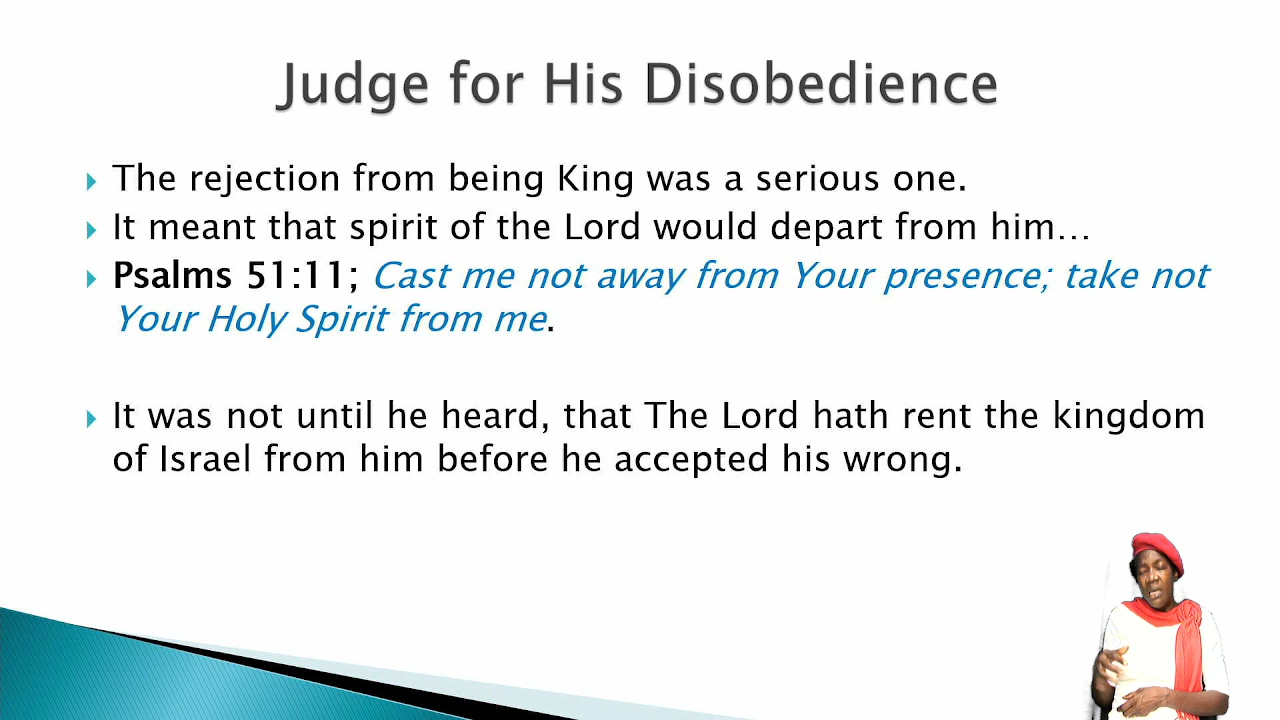 Judge for His Disobedience
The rejection from being King was a serious one.
It meant that spirit of the Lord would depart from him…
Psalms 51:11; Cast me not away from Your presence; take not
Your Holy Spirit from me.
It was not until he heard, that The Lord hath rent the kingdom
of Israel from him before he accepted his wrong.